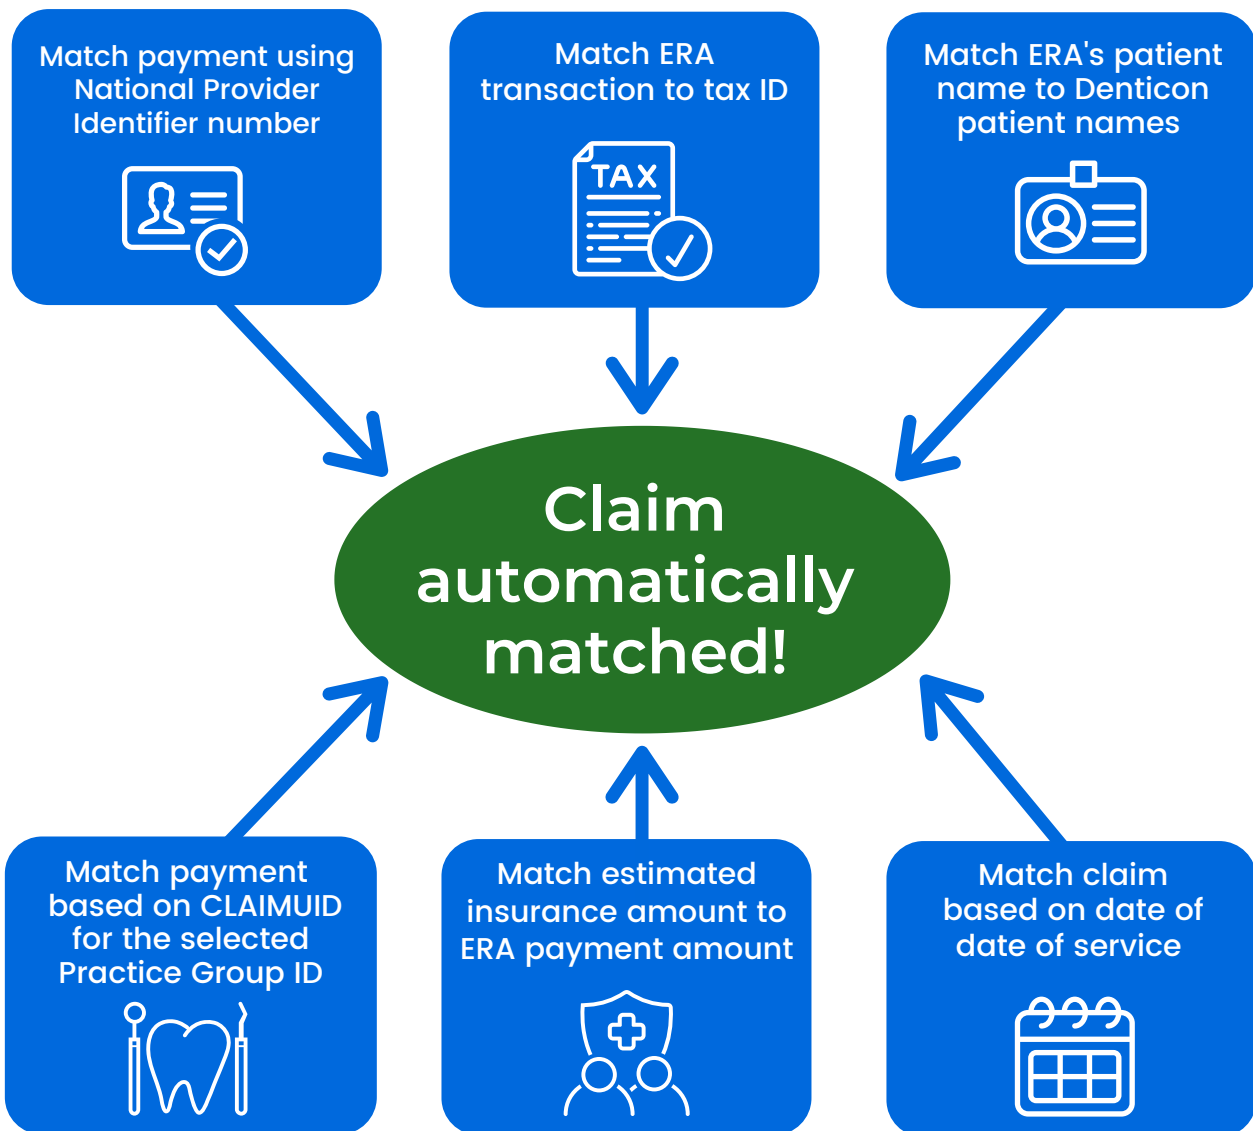 Match payment using
National Provider
Identifier number
Match ERA
transaction to tax ID
TAX
Match ERA's patient
name to Denticon
patient names
Claim
automatically
matched!
Match payment
based on CLAIMUID
for the selected
Practice Group ID
Match estimated
insurance amount to
ERA payment amount
Match claim
based on date of
date of service